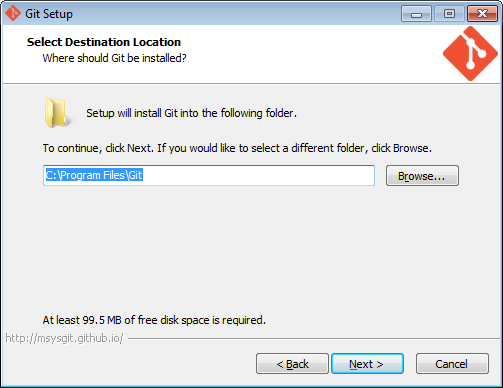 Git Setup
Select Destination Location
Where should Git be installed?
Setup will install Git into the following folder.
To continue, click Next. If you would like to select a different folder, click Browse.
C:\Program Files\Git
Browse...
At least 99.5 MB of free disk space is required.
http://msysgit.github.io/
< Back
Next >
Cancel